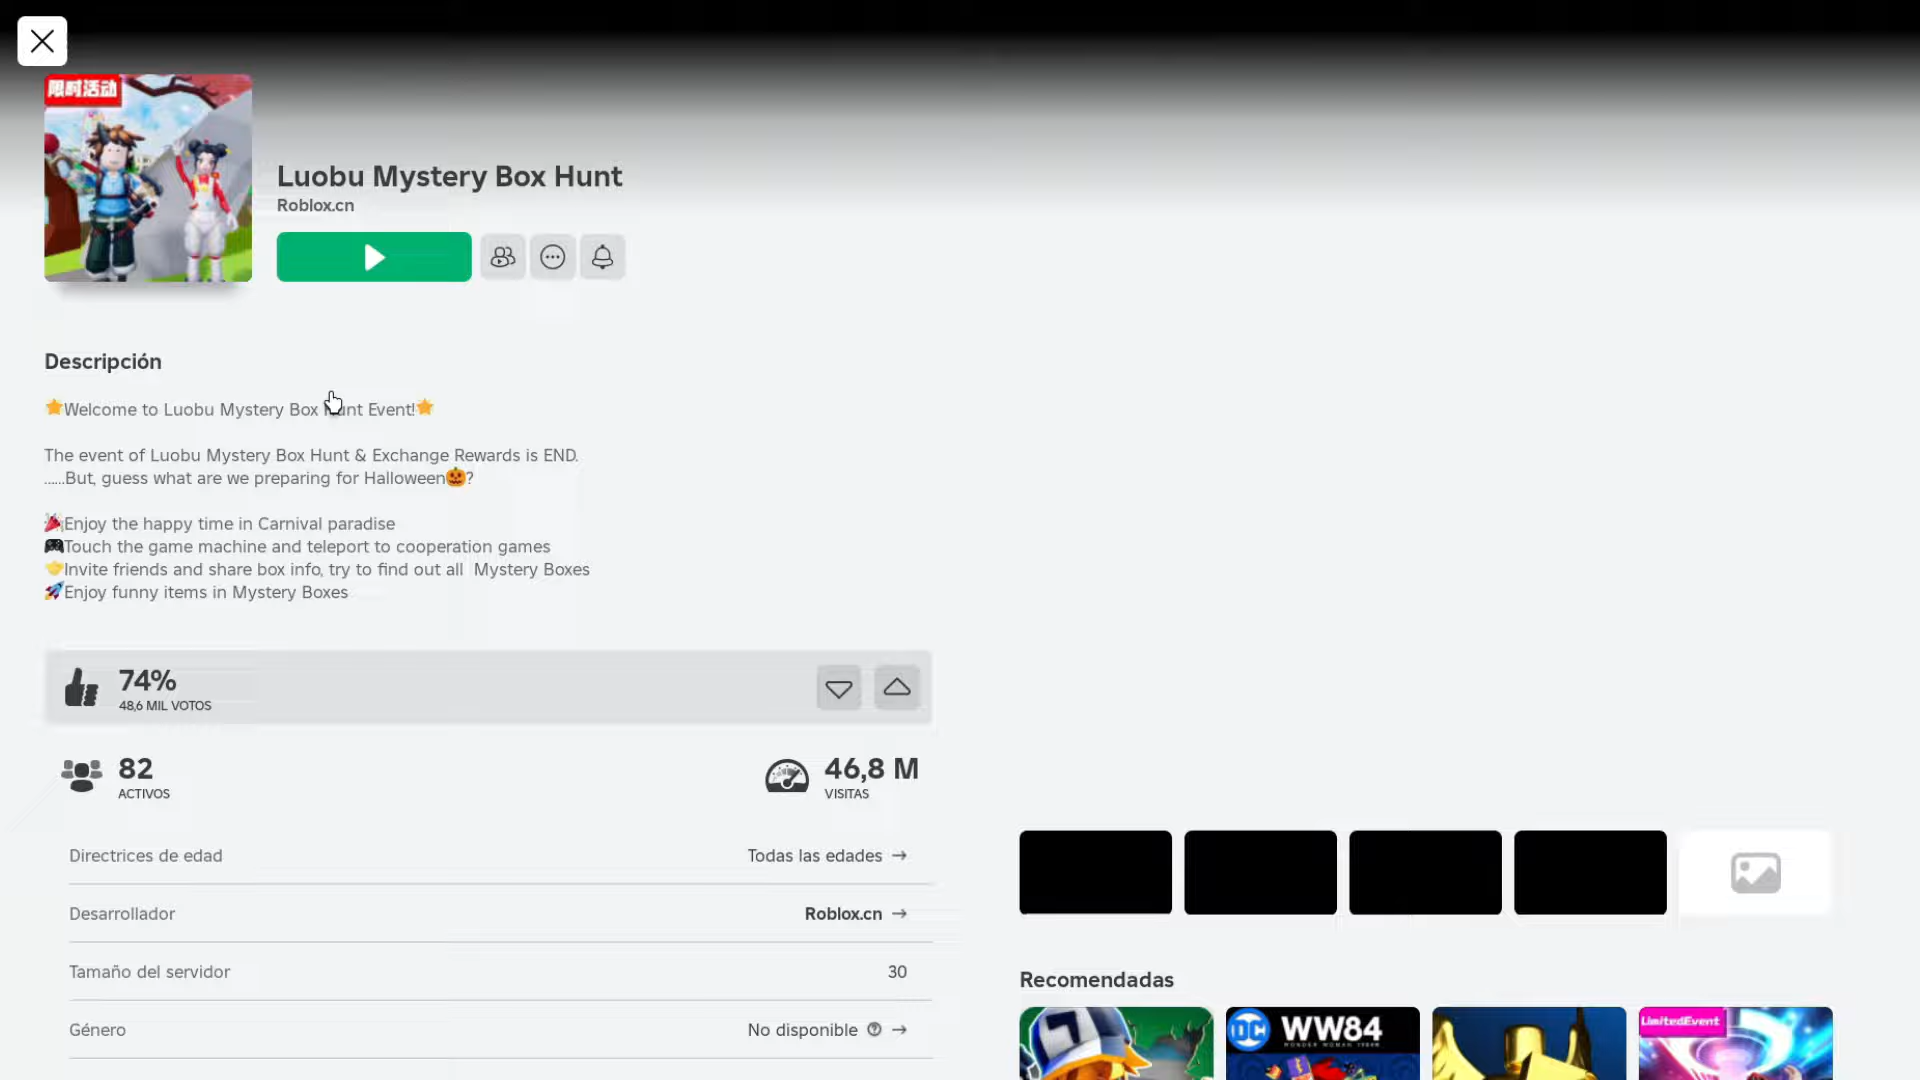 限时活动
Luobu Mystery Box Hunt
Roblox.cn
Descripción
⭐Welcome to Luobu Mystery Box Hunt Event!⭐
The event of Luobu Mystery Box Hunt & Exchange Rewards is END.
......But, guess what are we preparing for Halloween🎃?
🎉Enjoy the happy time in Carnival paradise
🎮Touch the game machine and teleport to cooperation games
🤝Invite friends and share box info, try to find out all Mystery Boxes
🚀Enjoy funny items in Mystery Boxes
74%
48,6 MIL VOTOS
82
ACTIVOS
46,8 M
VISITAS
Directrices de edad
Todas las edades →
Desarrollador
Roblox.cn →
Tamaño del servidor
30
Género
No disponible →
Recomendadas
DC WW84
WONDER WOMAN 1984
LimitedEvent